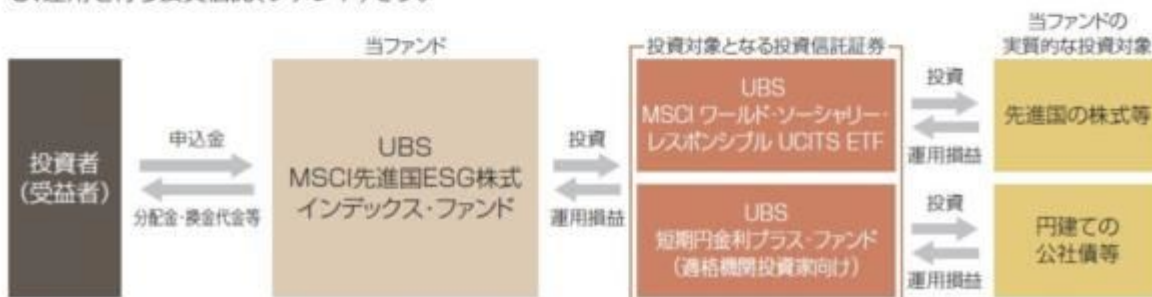 当ファンドの
実質的な投資対象
当ファンド
投資対象となる投資信託証券
投資者
(受益者)
申込金
分配金・換金代金等
UBS
MSCI先進国ESG株式
インデックス・ファンド
投資
運用損益
UBS
MSCI ワールド・ソーシャリー・
レスポンシブル UCITS ETF
投資
運用損益
先進国の株式等
UBS
短期円金利プラス・ファンド
(適格機関投資家向け)
投資
運用損益
円建ての
公社債等